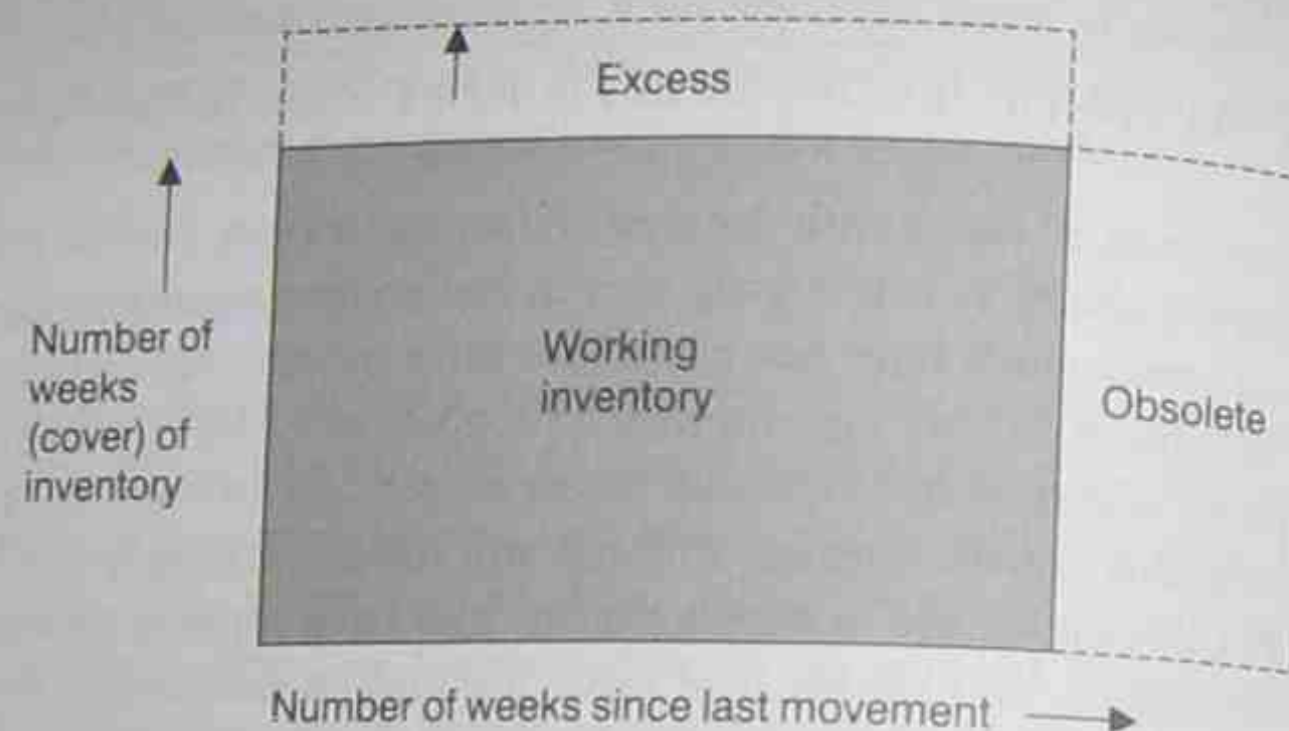 Excess
Number of
weeks
(cover) of
inventory
Working
inventory
Obsolete
Number of weeks since last movement